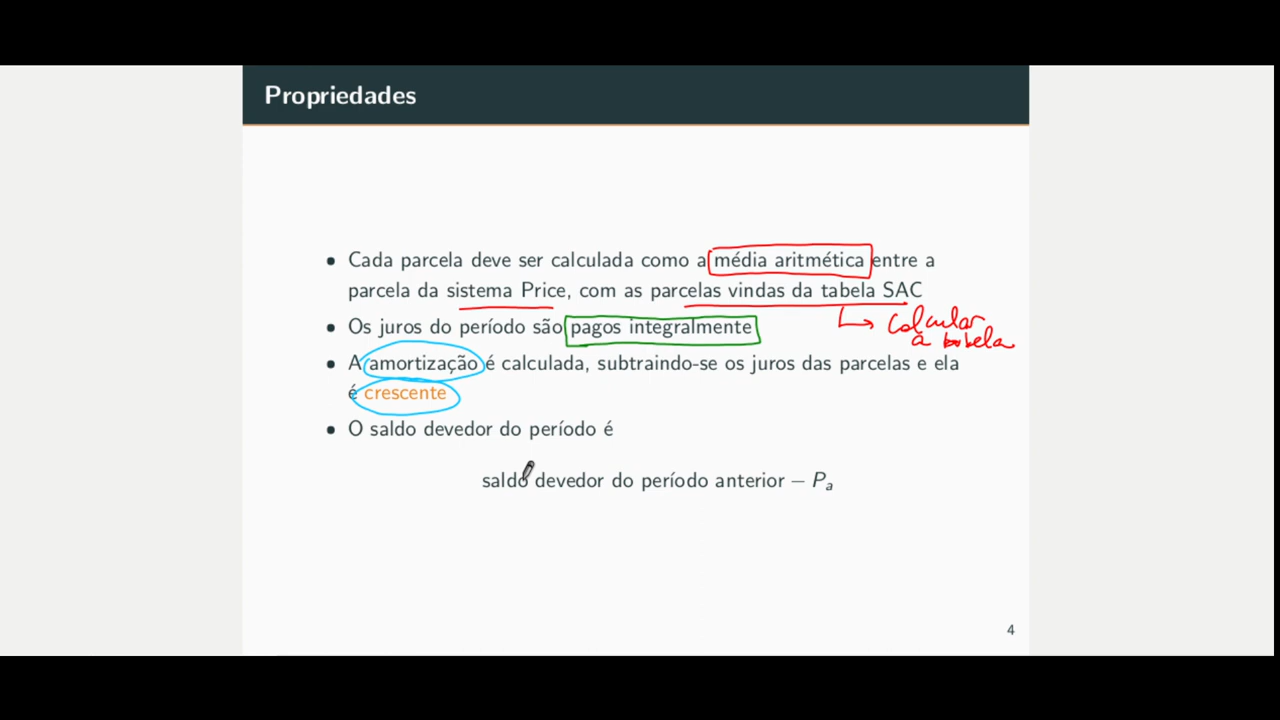 Propriedades
• Cada parcela deve ser calculada como a média aritmética entre a
parcela da sistema Price, com as parcelas vindas da tabela SAC
• Os juros do período são pagos integralmente
↳ calcular
a tabela
• A amortização é calculada, subtraindo-se os juros das parcelas e ela
é crescente
• O saldo devedor do período é
saldo devedor do período anterior − Pa
4